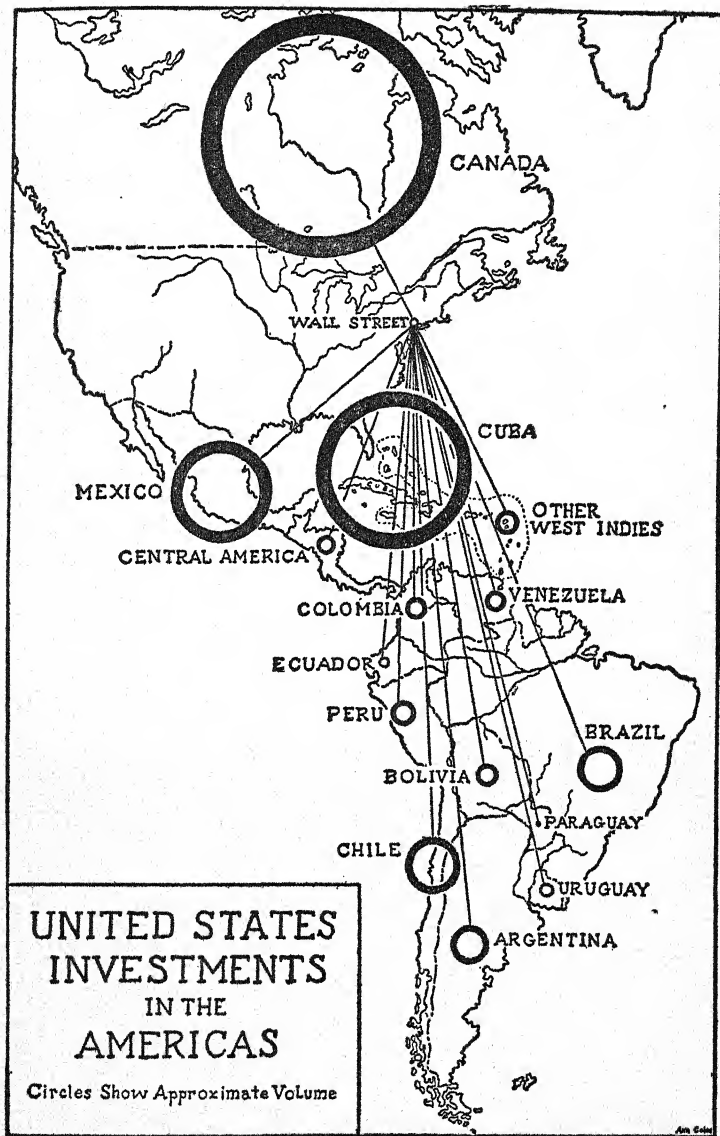 CANADA
WALL STREET
CUBA
CUBA
MEXICO
OTHER
WEST INDIES
CENTRAL AMERICA
COLOMBIA
VENEZUELA
ECUADOR
PERU
BRAZIL
BOLIVIA
PARAGUAY
CHILE
URUGUAY
ARGENTINA
UNITED STATES
INVESTMENTS
IN THE
AMERICAS
Circles Show Approximate Volume